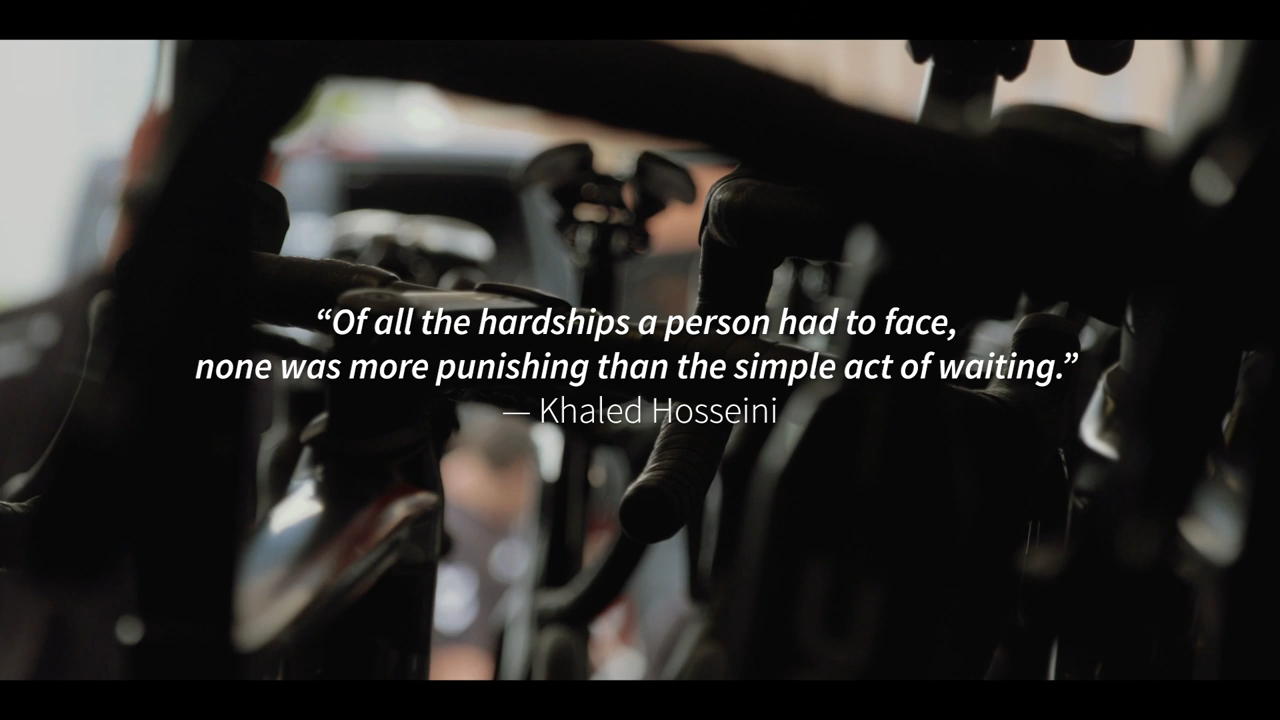 “Of all the hardships a person had to face,
none was more punishing than the simple act of waiting.”
— Khaled Hosseini